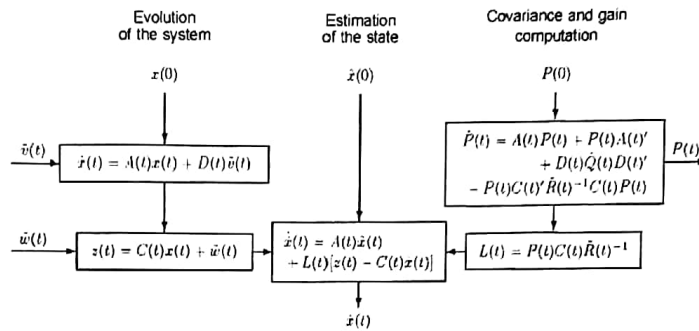 Evolution
of the system
Estimation
of the state
Covariance and gain
computation
x(0)
x̂(0)
P(0)
ṽ(t)
ẋ(t) = A(t)x(t) + D(t)ṽ(t)
Ṗ(t) = A(t)P(t) + P(t)A(t)′
+ D(t)Q̃(t)D(t)′
− P(t)C(t)′R̃(t)⁻¹C(t)P(t)
P(t)
w̃(t)
z(t) = C(t)x(t) + w̃(t)
x̂̇(t) = A(t)x̂(t)
+ L(t)[z(t) − C(t)x̂(t)]
L(t) = P(t)C(t)R̃(t)⁻¹
x̂(t)